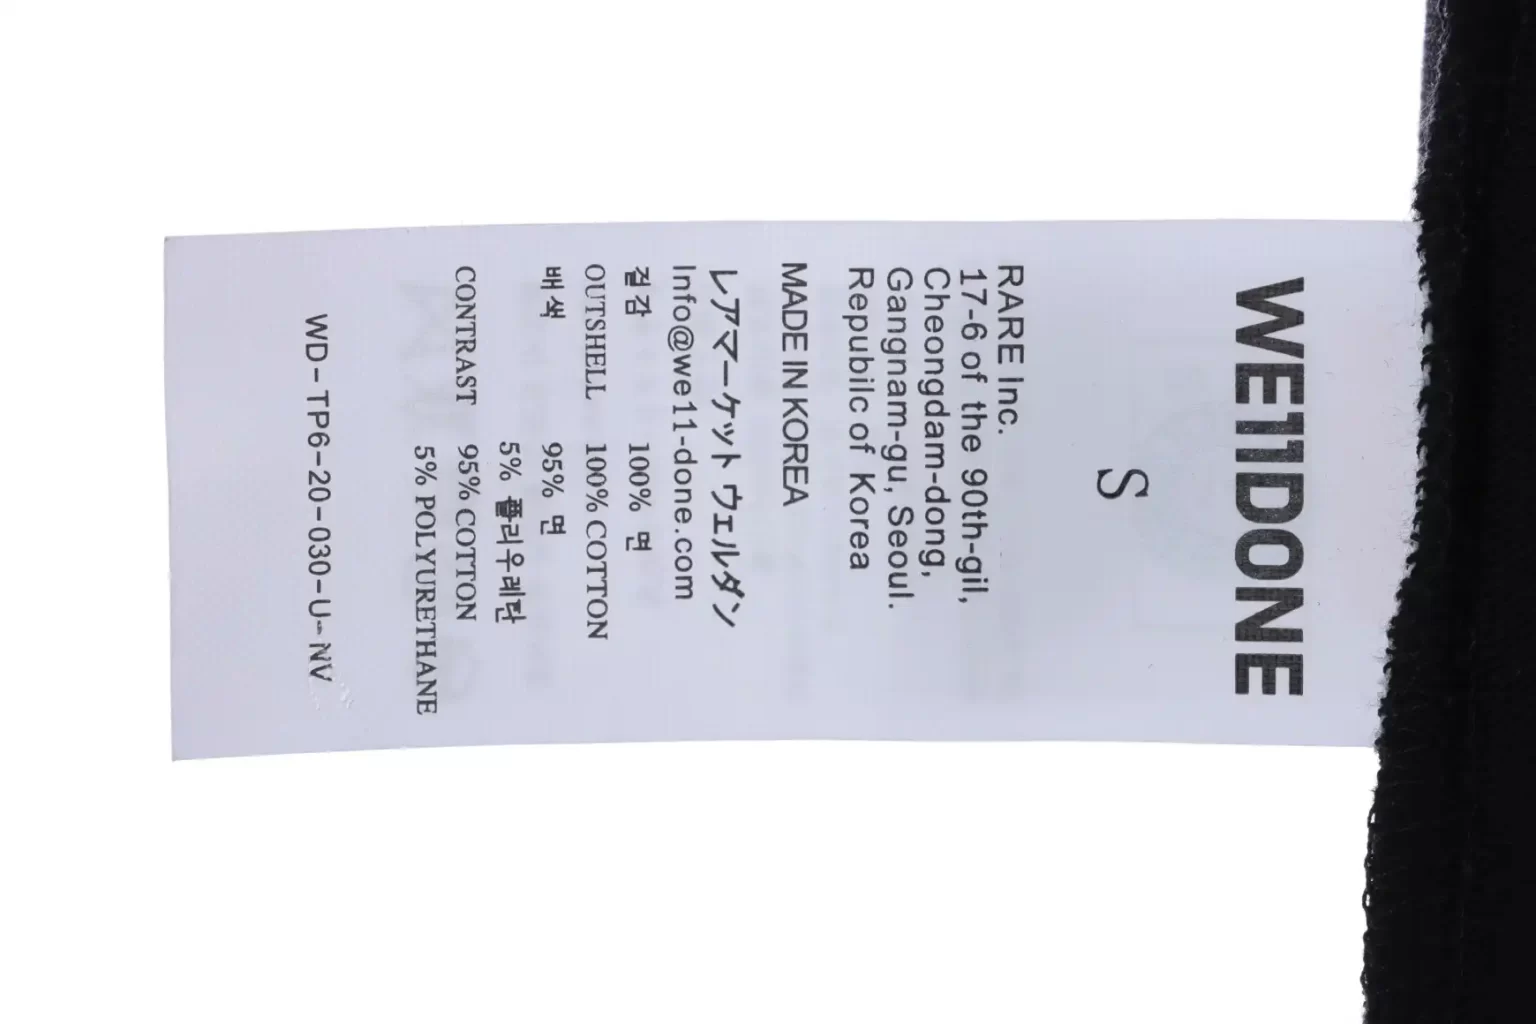 WE11DONE
S
RARE Inc.
17-6 of the 90th-gil,
Cheongdam-dong,
Gangnam-gu, Seoul.
Republic of Korea
MADE IN KOREA
レアマーケット ウェルダン
Info@we11-done.com
겉감 100% 면
OUTSHELL 100% COTTON
배색 95% 면
5% 폴리우레탄
CONTRAST 95% COTTON
5% POLYURETHANE
WD-TP6-20-030-U-NV